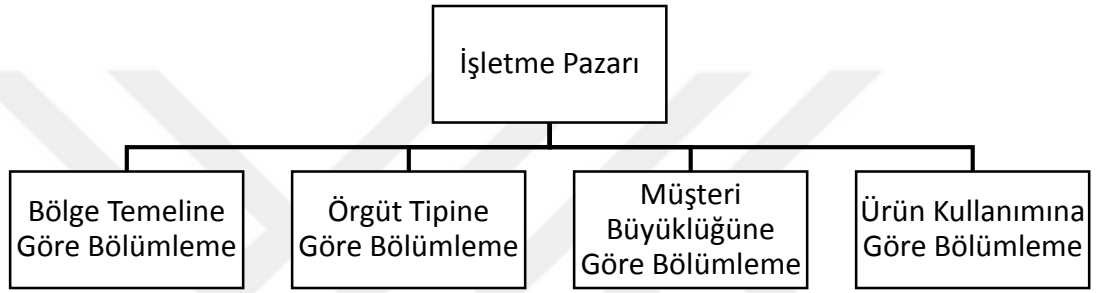 İşletme Pazarı
Bölge Temeline
Göre Bölümleme
Örgüt Tipine
Göre Bölümleme
Müşteri
Büyüklüğüne
Göre Bölümleme
Ürün Kullanımına
Göre Bölümleme